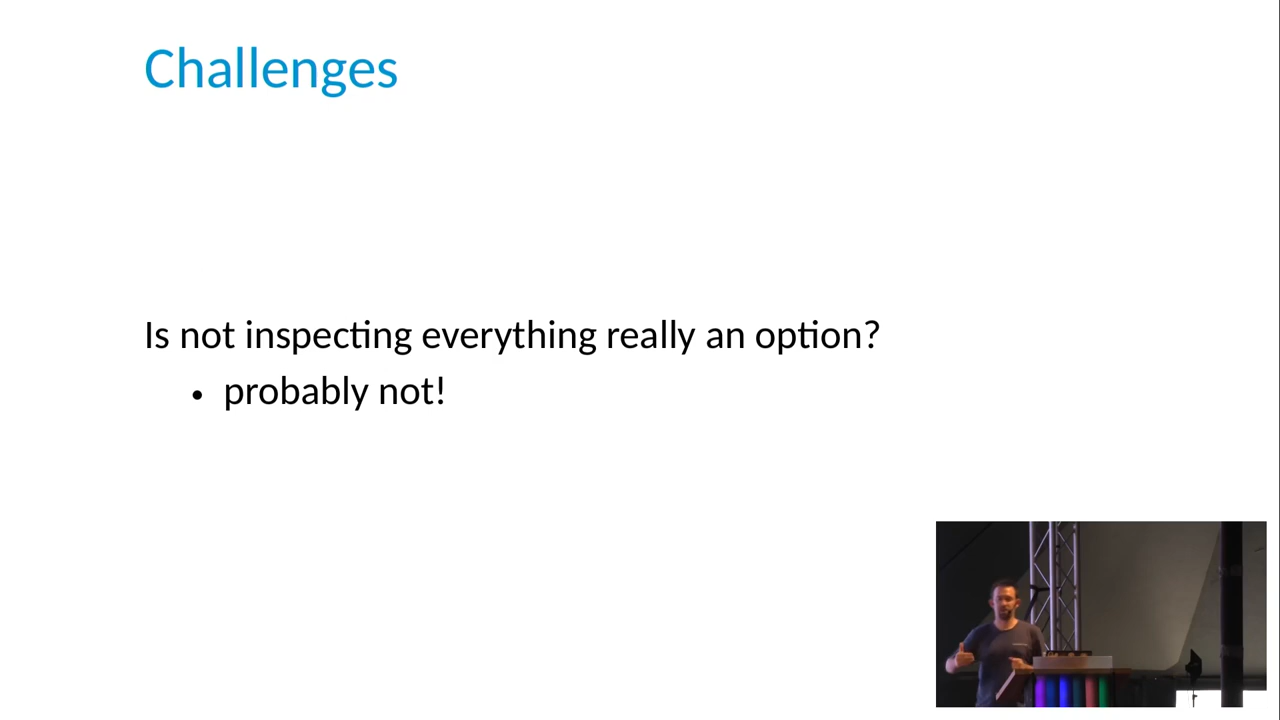 Challenges
Is not inspecting everything really an option?
• probably not!